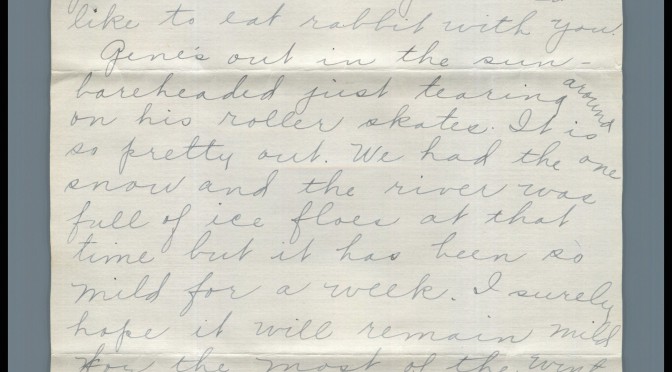 like to eat rabbit with you.
Gene's out in the sun -
bareheaded just tearing around
on his roller skates. It is
so pretty out. We had the one
snow and the river was
full of ice floes at that
time but it has been so
mild for a week. I surely
hope it will remain mild
for the most of the